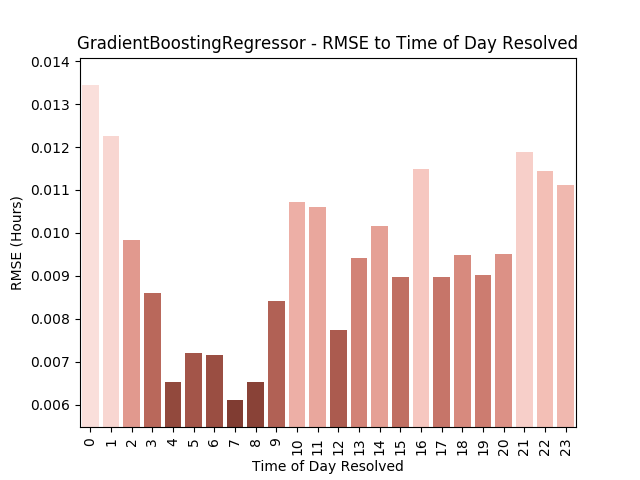 GradientBoostingRegressor - RMSE to Time of Day Resolved
0.014
0.013
0.012
0.011
0.010
0.009
0.008
0.007
0.006
RMSE (Hours)
0 1 2 3 4 5 6 7 8 9 10 11 12 13 14 15 16 17 18 19 20 21 22 23
Time of Day Resolved